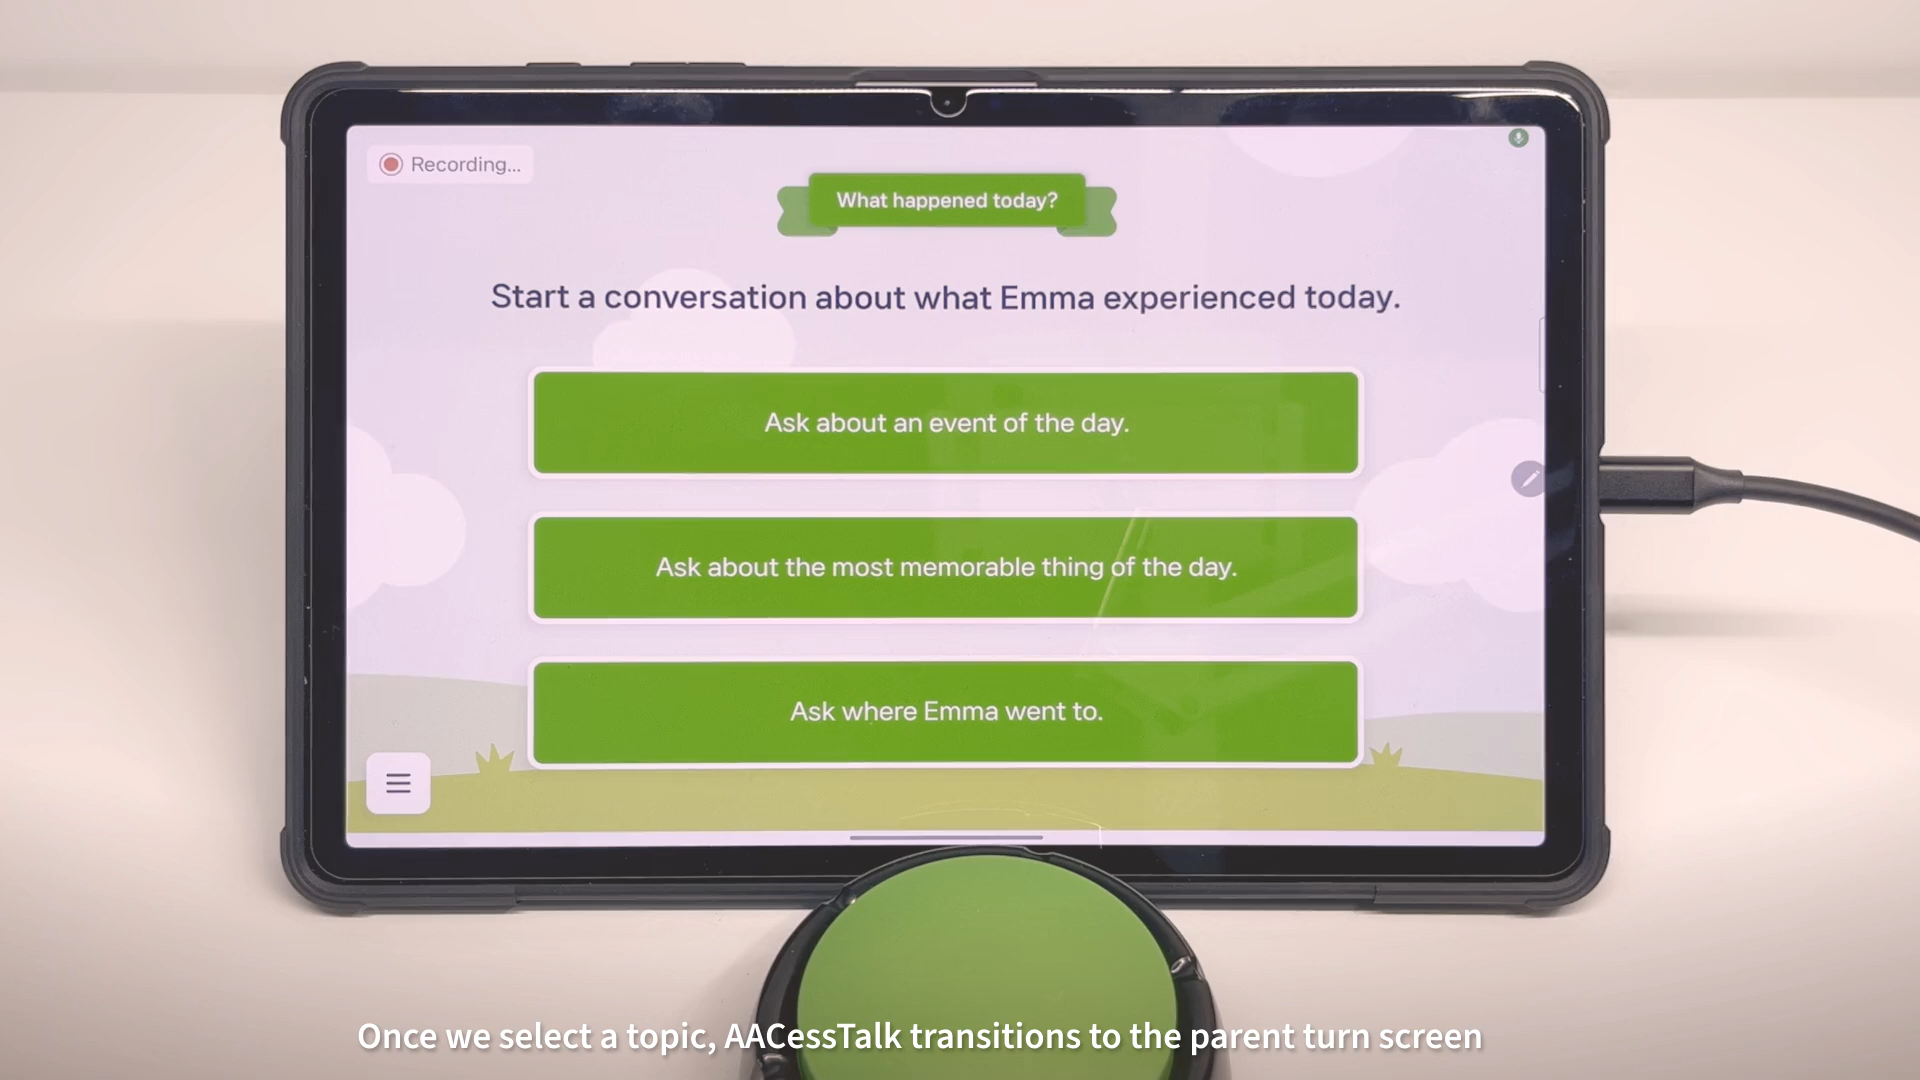 Recording...
What happened today?
Start a conversation about what Emma experienced today.
Ask about an event of the day.
Ask about the most memorable thing of the day.
Ask where Emma went to.
Once we select a topic, AACessTalk transitions to the parent turn screen